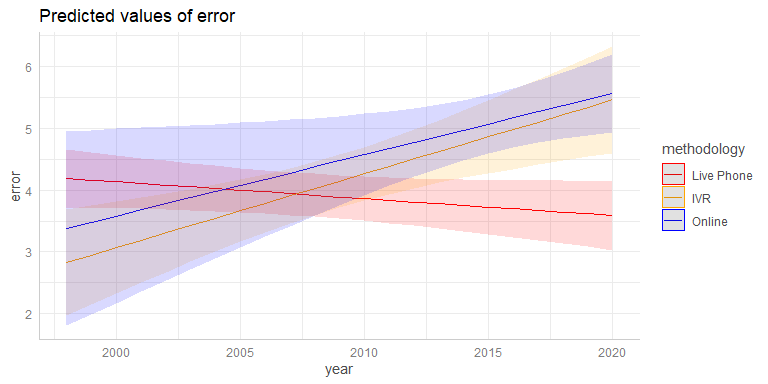 Predicted values of error
error
6
5
4
3
2
2000 2005 2010 2015 2020
year
methodology
Live Phone
IVR
Online